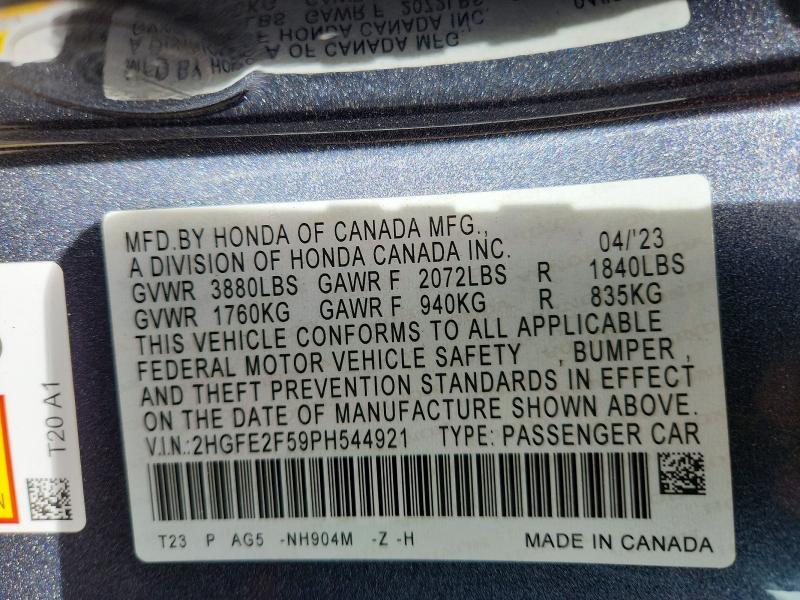 MFD.BY HONDA OF CANADA MFG., 04/'23
A DIVISION OF HONDA CANADA INC.
GVWR 3880LBS GAWR F 2072LBS R 1840LBS
GVWR 1760KG GAWR F 940KG R 835KG
THIS VEHICLE CONFORMS TO ALL APPLICABLE
FEDERAL MOTOR VEHICLE SAFETY , BUMPER ,
AND THEFT PREVENTION STANDARDS IN EFFECT
ON THE DATE OF MANUFACTURE SHOWN ABOVE.
V.I.N.:2HGFE2F59PH544921 TYPE: PASSENGER CAR
T23 P AG5 -NH904M -Z -H MADE IN CANADA
T20 A1